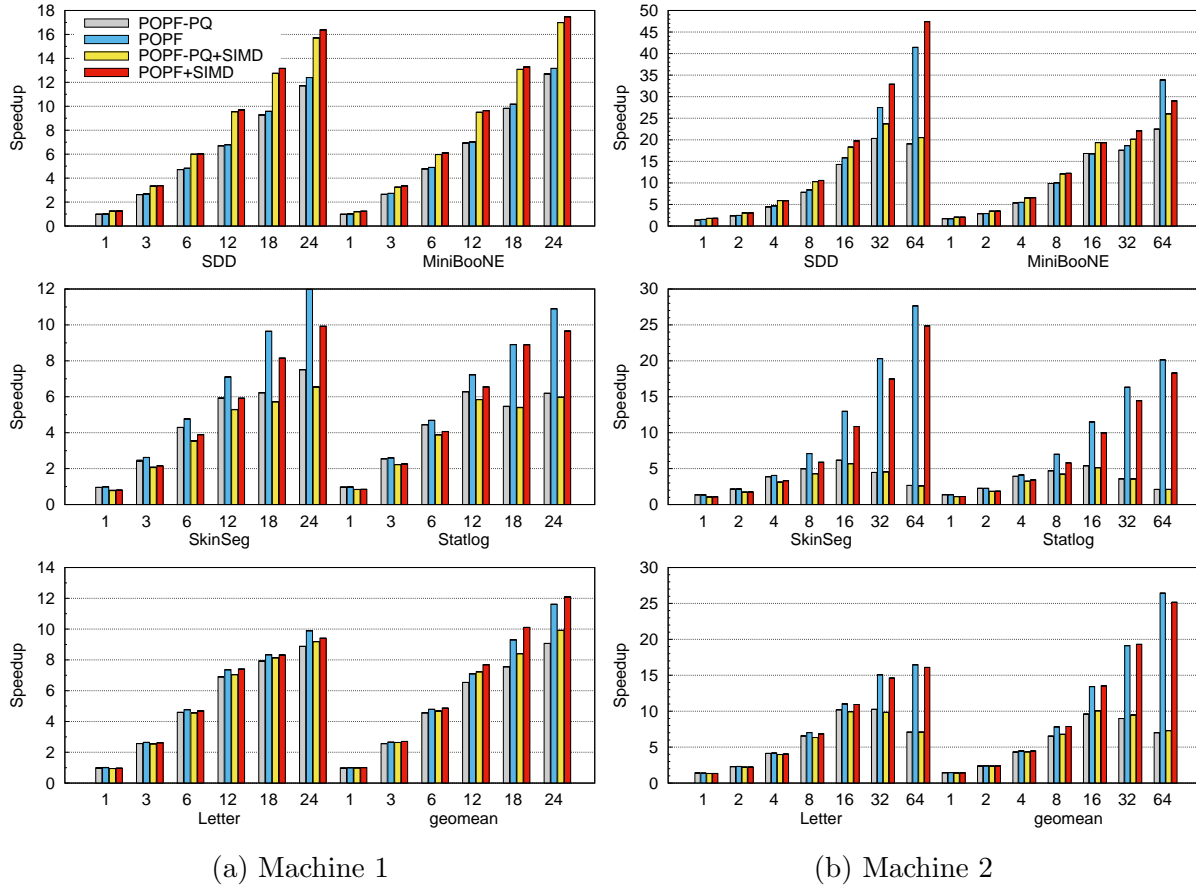 18
16
14
12
10
8
6
4
2
0
Speedup
POPF-PQ
POPF
POPF-PQ+SIMD
POPF+SIMD
1 3 6 12 18 24 1 3 6 12 18 24
SDD MiniBooNE
50
45
40
35
30
25
20
15
10
5
0
Speedup
1 2 4 8 16 32 64 1 2 4 8 16 32 64
SDD MiniBooNE
12
10
8
6
4
2
0
Speedup
1 3 6 12 18 24 1 3 6 12 18 24
SkinSeg Statlog
30
25
20
15
10
5
0
Speedup
1 2 4 8 16 32 64 1 2 4 8 16 32 64
SkinSeg Statlog
14
12
10
8
6
4
2
0
Speedup
1 3 6 12 18 24 1 3 6 12 18 24
Letter geomean
30
25
20
15
10
5
0
Speedup
1 2 4 8 16 32 64 1 2 4 8 16 32 64
Letter geomean
(a) Machine 1
(b) Machine 2